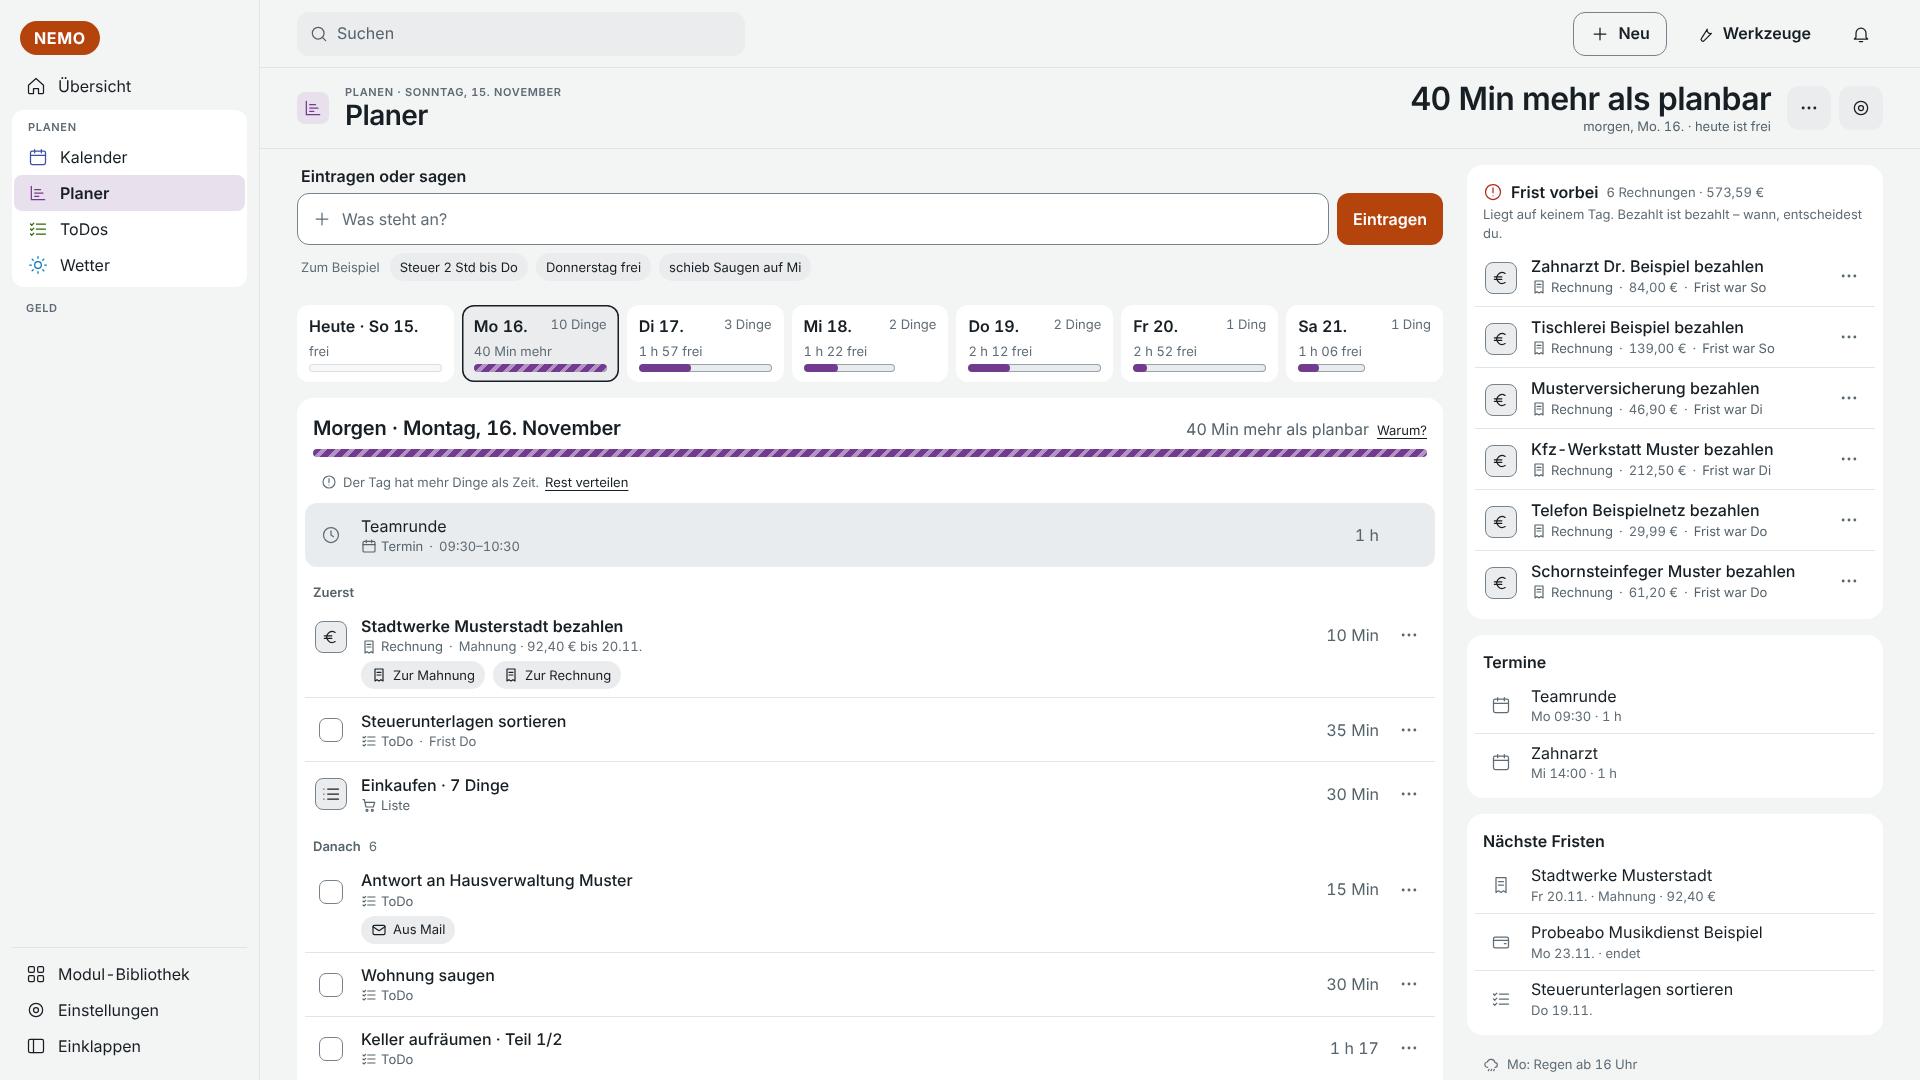 NEMO
Übersicht
PLANEN
Kalender
Planer
ToDos
Wetter
GELD
Modul-Bibliothek
Einstellungen
Einklappen
Suchen
Neu
Werkzeuge
PLANEN · SONNTAG, 15. NOVEMBER
Planer
40 Min mehr als planbar
morgen, Mo. 16. · heute ist frei
Eintragen oder sagen
Was steht an?
Eintragen
Zum Beispiel
Steuer 2 Std bis Do
Donnerstag frei
schieb Saugen auf Mi
Heute · So 15.
frei
Mo 16. 10 Dinge
40 Min mehr
Di 17. 3 Dinge
1 h 57 frei
Mi 18. 2 Dinge
1 h 22 frei
Do 19. 2 Dinge
2 h 12 frei
Fr 20. 1 Ding
2 h 52 frei
Sa 21. 1 Ding
1 h 06 frei
Morgen · Montag, 16. November
40 Min mehr als planbar Warum?
Der Tag hat mehr Dinge als Zeit. Rest verteilen
Teamrunde
Termin · 09:30–10:30
1 h
Zuerst
Stadtwerke Musterstadt bezahlen
Rechnung · Mahnung · 92,40 € bis 20.11.
10 Min
Zur Mahnung
Zur Rechnung
Steuerunterlagen sortieren
ToDo · Frist Do
35 Min
Einkaufen · 7 Dinge
Liste
30 Min
Danach 6
Antwort an Hausverwaltung Muster
ToDo
15 Min
Aus Mail
Wohnung saugen
ToDo
30 Min
Keller aufräumen · Teil 1/2
ToDo
1 h 17
Frist vorbei 6 Rechnungen · 573,59 €
Liegt auf keinem Tag. Bezahlt ist bezahlt – wann, entscheidest
du.
Zahnarzt Dr. Beispiel bezahlen
Rechnung · 84,00 € · Frist war So
Tischlerei Beispiel bezahlen
Rechnung · 139,00 € · Frist war So
Musterversicherung bezahlen
Rechnung · 46,90 € · Frist war Di
Kfz-Werkstatt Muster bezahlen
Rechnung · 212,50 € · Frist war Di
Telefon Beispielnetz bezahlen
Rechnung · 29,99 € · Frist war Do
Schornsteinfeger Muster bezahlen
Rechnung · 61,20 € · Frist war Do
Termine
Teamrunde
Mo 09:30 · 1 h
Zahnarzt
Mi 14:00 · 1 h
Nächste Fristen
Stadtwerke Musterstadt
Fr 20.11. · Mahnung · 92,40 €
Probeabo Musikdienst Beispiel
Mo 23.11. · endet
Steuerunterlagen sortieren
Do 19.11.
Mo: Regen ab 16 Uhr